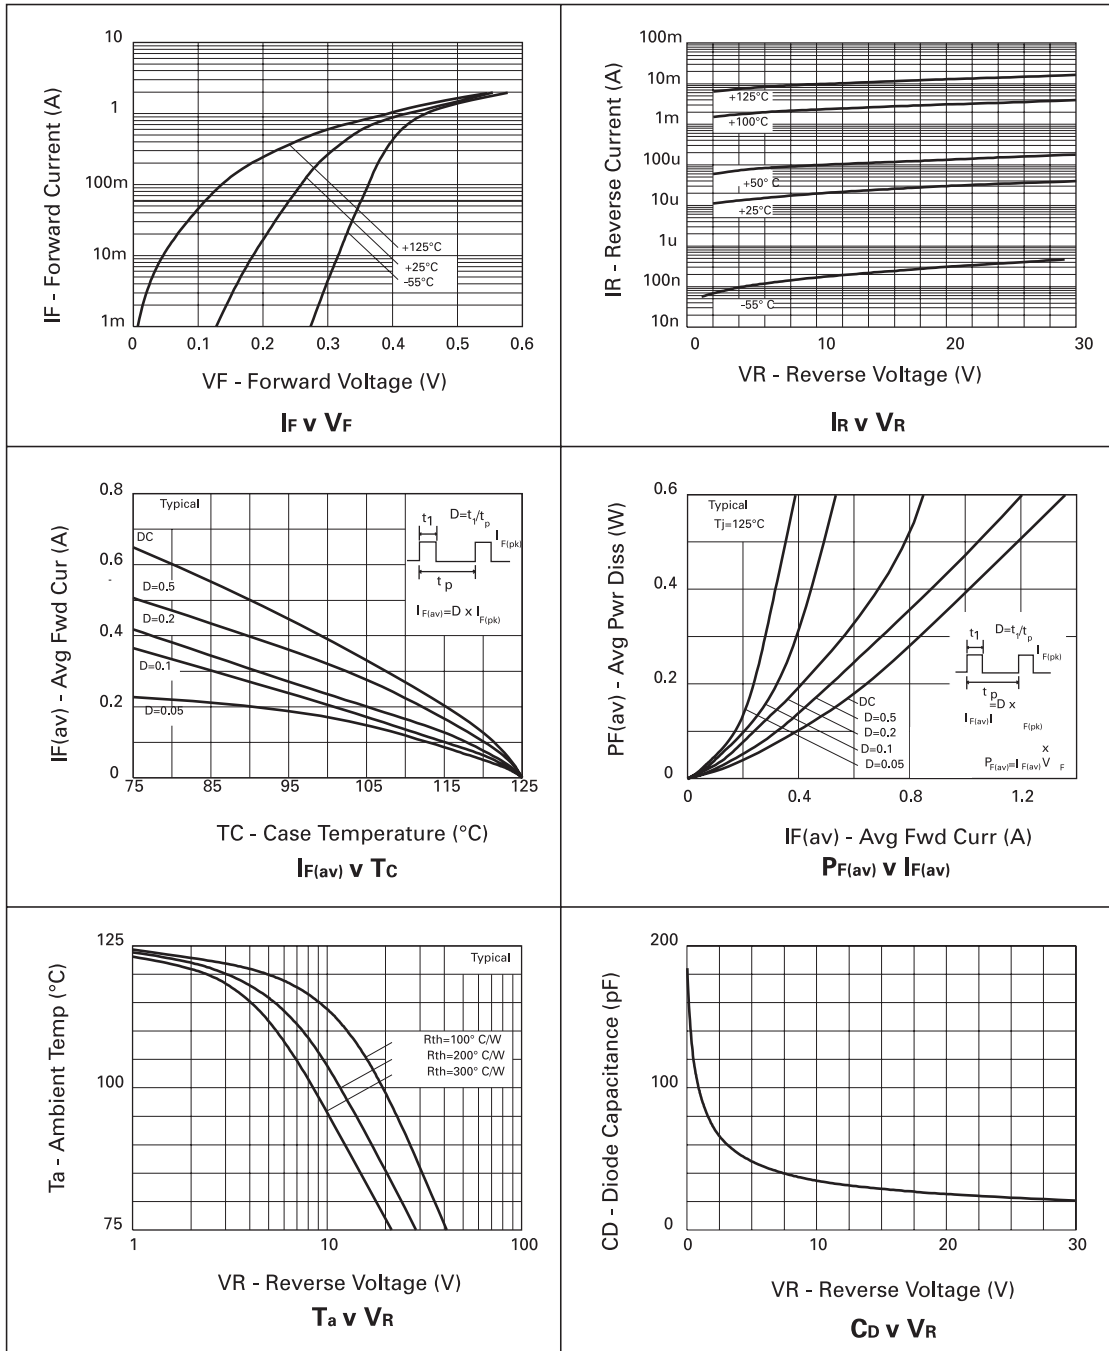 10
1
100m
10m
1m
IF - Forward Current (A)
+125°C
+25°C
-55°C
0 0.1 0.2 0.3 0.4 0.5 0.6
VF - Forward Voltage (V)
IF v VF
100m
10m
1m
100u
10u
1u
100n
10n
IR - Reverse Current (A)
+125°C
+100°C
+50° C
+25°C
-55° C
0 10 20 30
VR - Reverse Voltage (V)
IR v VR
0.8
0.6
0.4
0.2
0
IF(av) - Avg Fwd Cur (A)
Typical
DC
D=0.5
D=0.2
D=0.1
D=0.05
t1 D=t1/tp
IF(pk)
tp
IF(av)=D x IF(pk)
75 85 95 105 115 125
TC - Case Temperature (°C)
IF(av) v TC
0.6
0.4
0.2
0
PF(av) - Avg Pwr Diss (W)
Typical
Tj=125°C
DC
D=0.5
D=0.2
D=0.1
D=0.05
t1 D=t1/tp
IF(pk)
tp
=D x
IF(av)I
F(pk)
x
PF(av)=IF(av)V F
0 0.4 0.8 1.2
IF(av) - Avg Fwd Curr (A)
PF(av) v IF(av)
125
100
75
Ta - Ambient Temp (°C)
Typical
Rth=100° C/W
Rth=200° C/W
Rth=300° C/W
1 10 100
VR - Reverse Voltage (V)
Ta v VR
200
100
0
CD - Diode Capacitance (pF)
0 10 20 30
VR - Reverse Voltage (V)
CD v VR